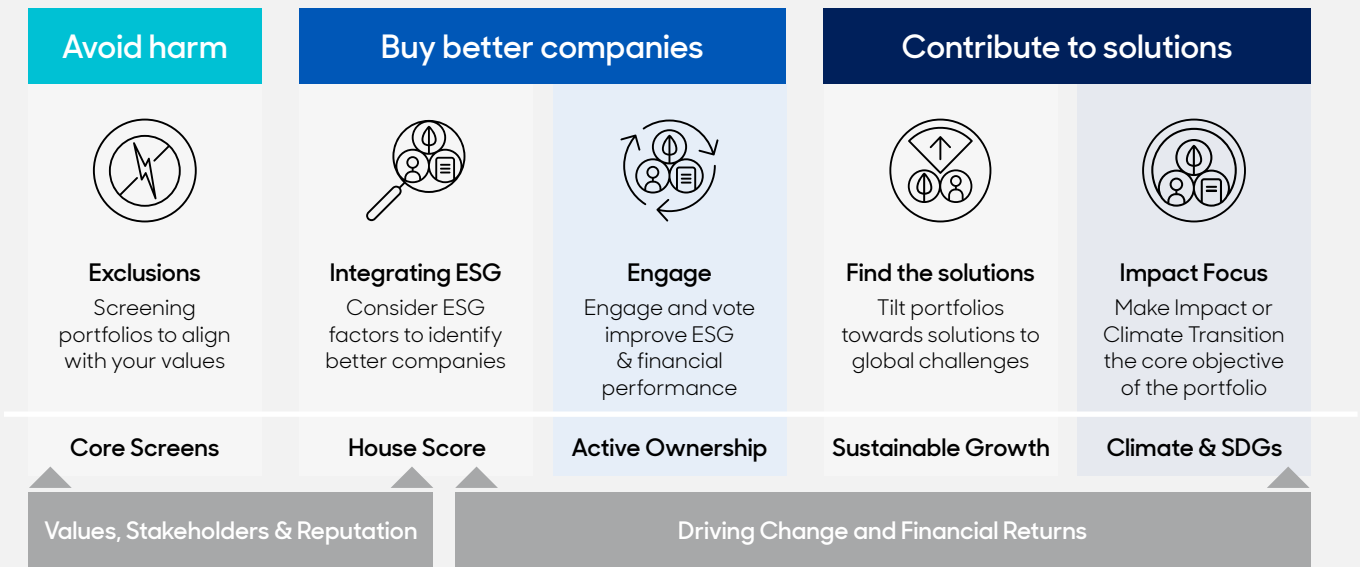 Avoid harm
Buy better companies
Contribute to solutions
Exclusions
Screening
portfolios to align
with your values
Integrating ESG
Consider ESG
factors to identify
better companies
Engage
Engage and vote
improve ESG
& financial
performance
Find the solutions
Tilt portfolios
towards solutions to
global challenges
Impact Focus
Make Impact or
Climate Transition
the core objective
of the portfolio
Core Screens
House Score
Active Ownership
Sustainable Growth
Climate & SDGs
Values, Stakeholders & Reputation
Driving Change and Financial Returns